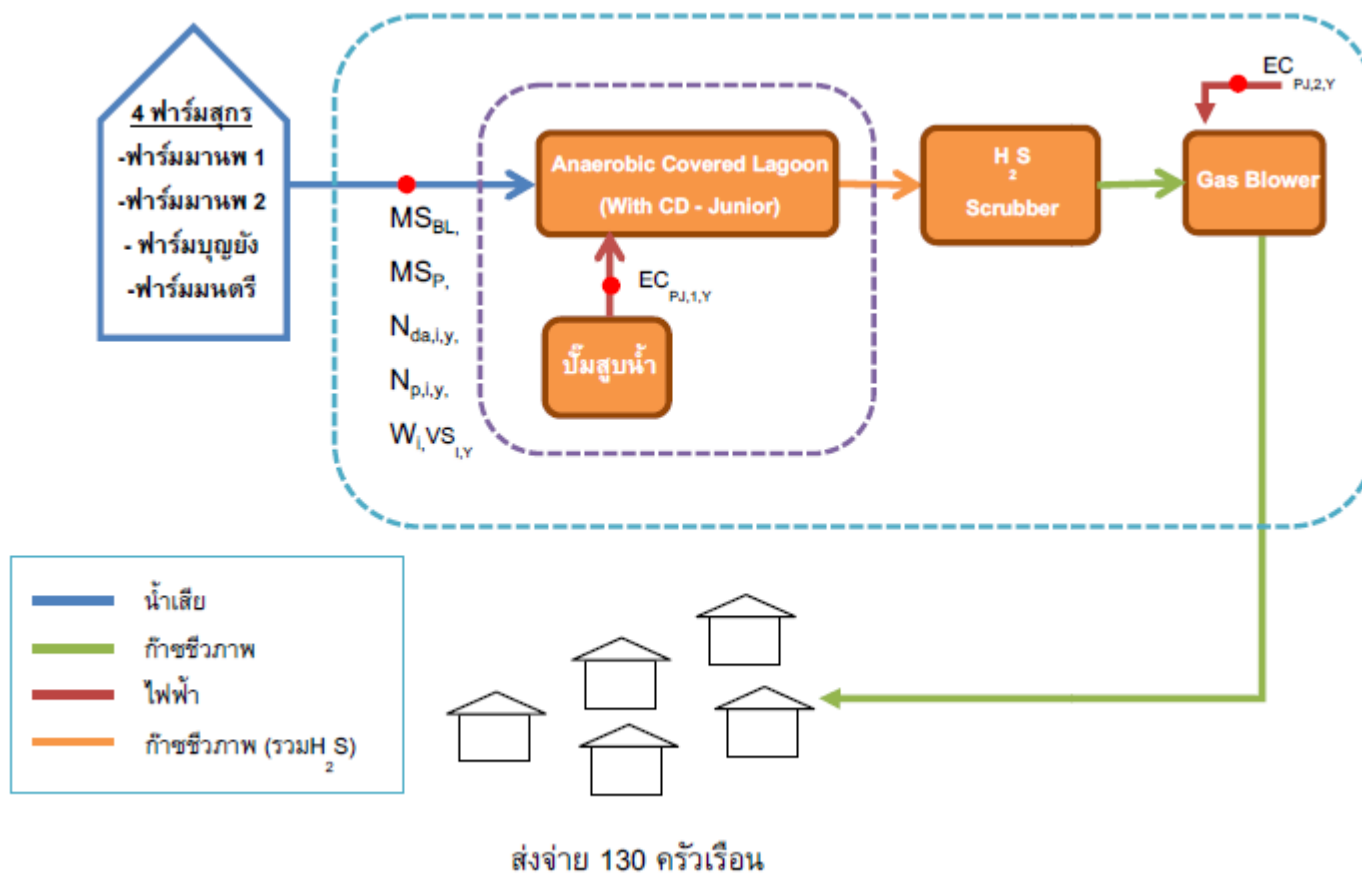 4 ฟาร์มสุกร
-ฟาร์มมานพ 1
-ฟาร์มมานพ 2
- ฟาร์มบุญยัง
-ฟาร์มมนตรี
MS_BL,
MS_P,
N_da,i,y,
N_p,i,y,
W_i,VS_I,Y
Anaerobic Covered Lagoon
(With CD - Junior)
EC_PJ,1,Y
ปั๊มสูบน้ำ
H_2S
Scrubber
EC_PJ,2,Y
Gas Blower
น้ำเสีย
ก๊าซชีวภาพ
ไฟฟ้า
ก๊าซชีวภาพ (รวมH_2S)
ส่งจ่าย 130 ครัวเรือน